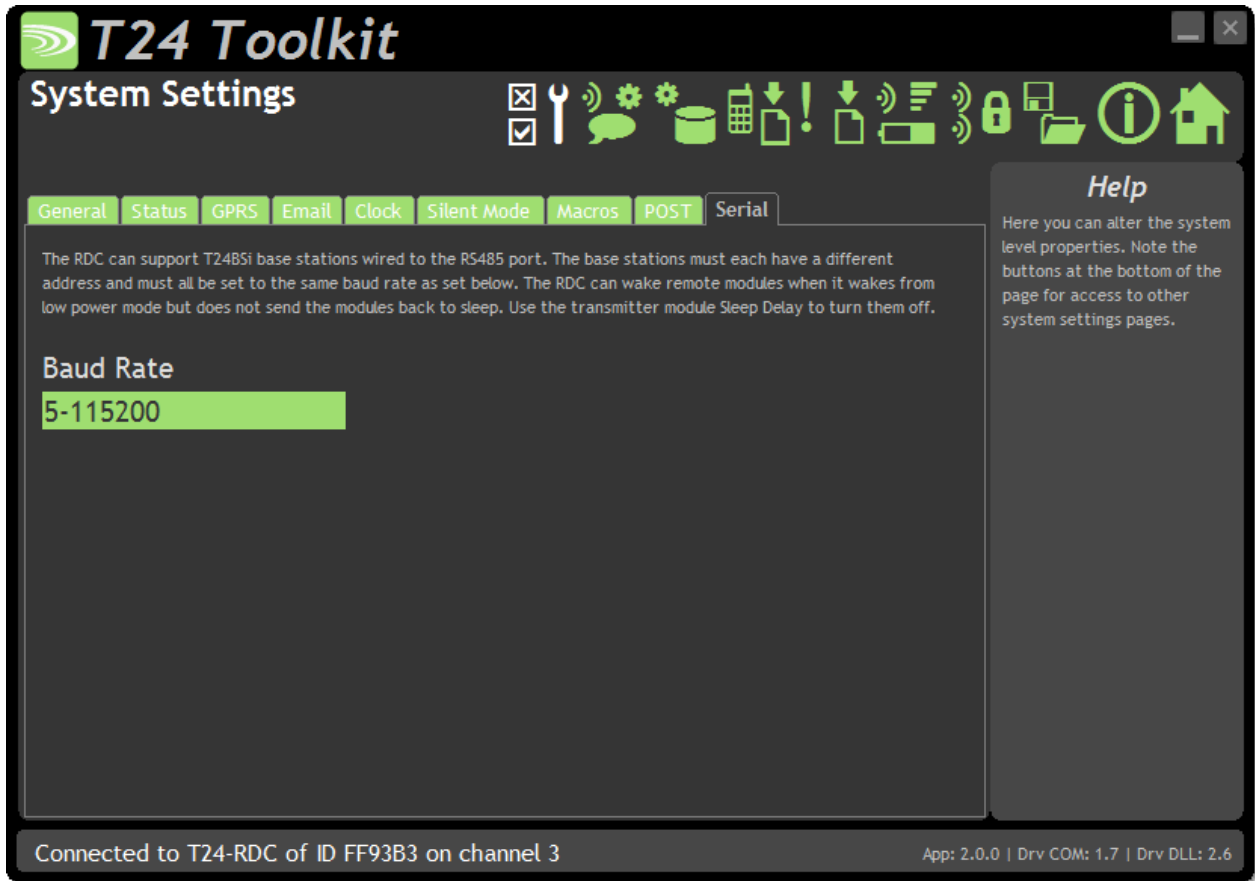 T24 Toolkit
System Settings
General Status GPRS Email Clock Silent Mode Macros POST Serial
The RDC can support T24BSi base stations wired to the RS485 port. The base stations must each have a different
address and must all be set to the same baud rate as set below. The RDC can wake remote modules when it wakes from
low power mode but does not send the modules back to sleep. Use the transmitter module Sleep Delay to turn them off.
Baud Rate
5-115200
Help
Here you can alter the system
level properties. Note the
buttons at the bottom of the
page for access to other
system settings pages.
Connected to T24-RDC of ID FF93B3 on channel 3
App: 2.0.0 | Drv COM: 1.7 | Drv DLL: 2.6